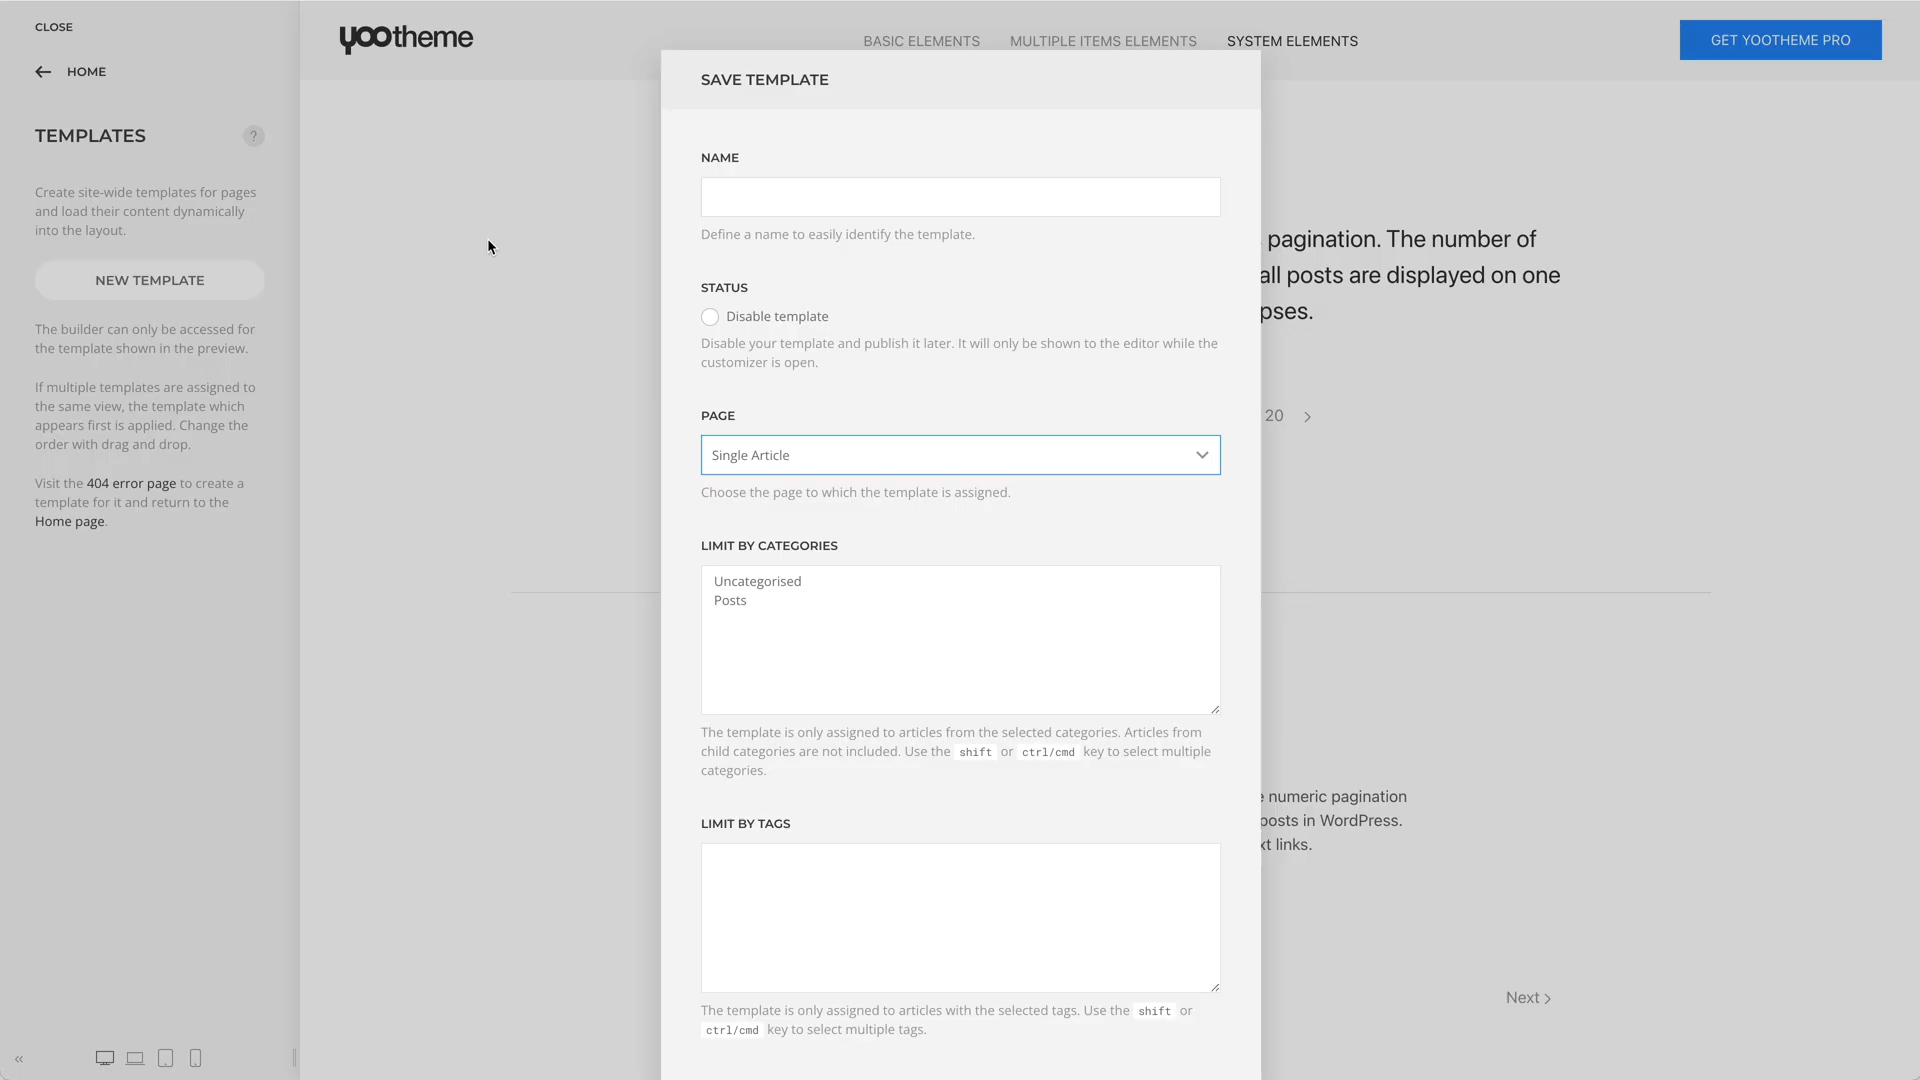 CLOSE
HOME
TEMPLATES
?
Create site-wide templates for pages
and load their content dynamically
into the layout.
NEW TEMPLATE
The builder can only be accessed for
the template shown in the preview.
If multiple templates are assigned to
the same view, the template which
appears first is applied. Change the
order with drag and drop.
Visit the 404 error page to create a
template for it and return to the
Home page.
yootheme
BASIC ELEMENTS
MULTIPLE ITEMS ELEMENTS
SYSTEM ELEMENTS
GET YOOTHEME PRO
SAVE TEMPLATE
NAME
Define a name to easily identify the template.
STATUS
Disable template
Disable your template and publish it later. It will only be shown to the editor while the
customizer is open.
PAGE
Single Article
Choose the page to which the template is assigned.
LIMIT BY CATEGORIES
Uncategorised
Posts
The template is only assigned to articles from the selected categories. Articles from
child categories are not included. Use the shift or ctrl/cmd key to select multiple
categories.
LIMIT BY TAGS
The template is only assigned to articles with the selected tags. Use the shift or
ctrl/cmd key to select multiple tags.
pagination. The number of
all posts are displayed on one
pses.
20
numeric pagination
posts in WordPress.
xt links.
Next